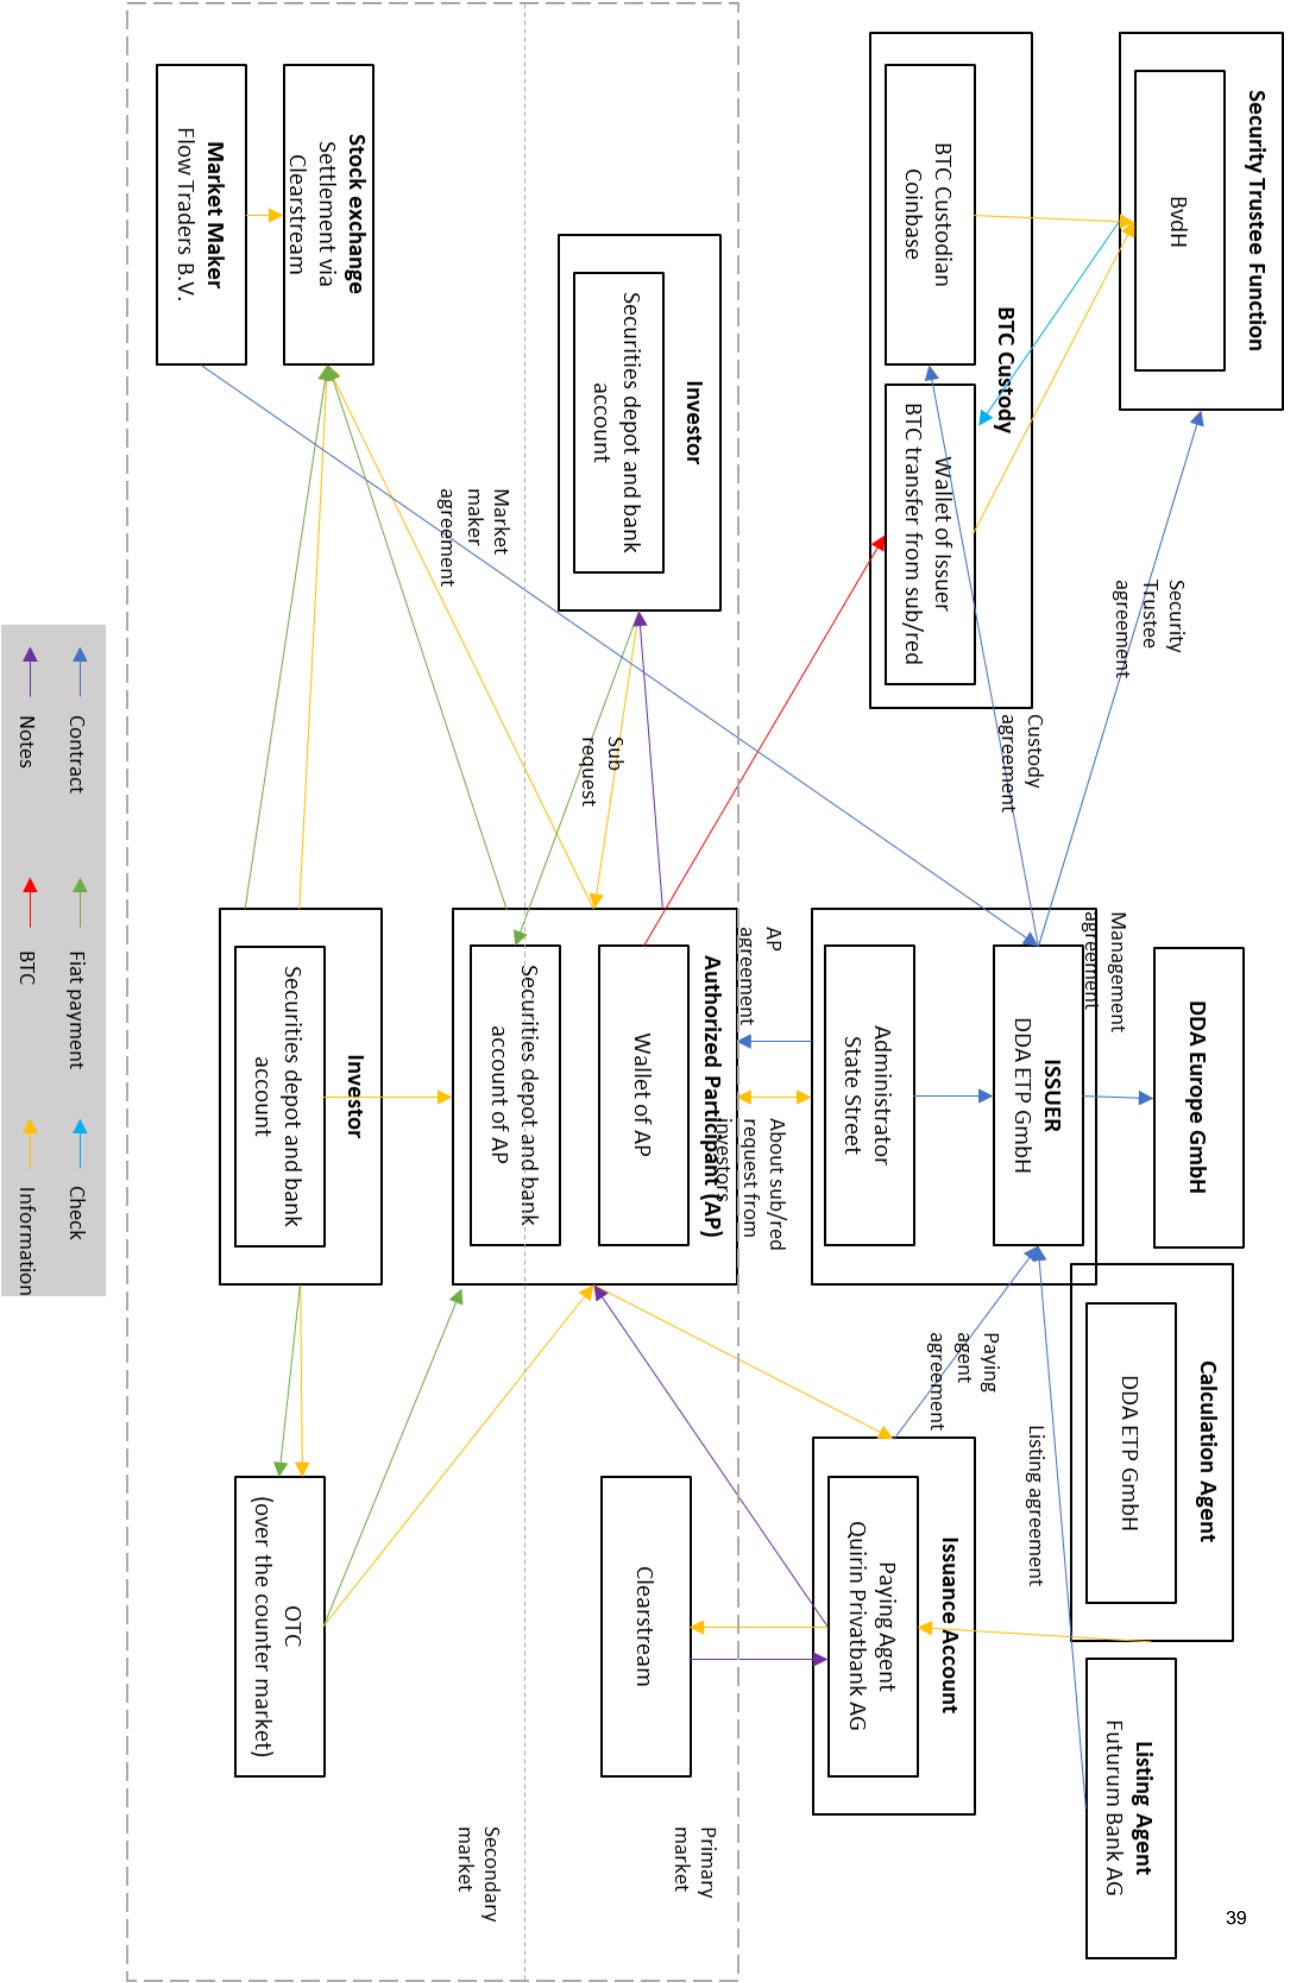 Security Trustee Function
BvdH
BTC Custody
BTC Custodian
Coinbase
Wallet of Issuer
BTC transfer from sub/red
Security
Trustee
agreement
Custody
agreement
Management
agreement
DDA Europe GmbH
ISSUER
DDA ETP GmbH
Administrator
State Street
Calculation Agent
DDA ETP GmbH
Listing Agent
Futurum Bank AG
Listing agreement
Paying
agent
agreement
Issuance Account
Paying Agent
Quirin Privatbank AG
AP
agreement
About sub/red
request from
investors
Investor
Securities depot and bank
account
Sub
request
Authorized Participant (AP)
Wallet of AP
Securities depot and bank
account of AP
Clearstream
Primary
market
Secondary
market
Market
maker
agreement
Stock exchange
Settlement via
Clearstream
Market Maker
Flow Traders B.V.
Investor
Securities depot and bank
account
OTC
(over the counter market)
Contract
Fiat payment
Check
Notes
BTC
Information
39